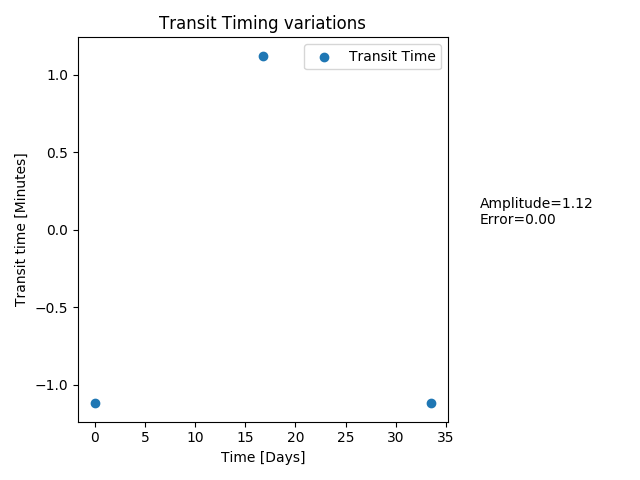 Transit Timing variations
Transit Time
1.0
0.5
0.0
−0.5
−1.0
Transit time [Minutes]
0 5 10 15 20 25 30 35
Time [Days]
Amplitude=1.12
Error=0.00